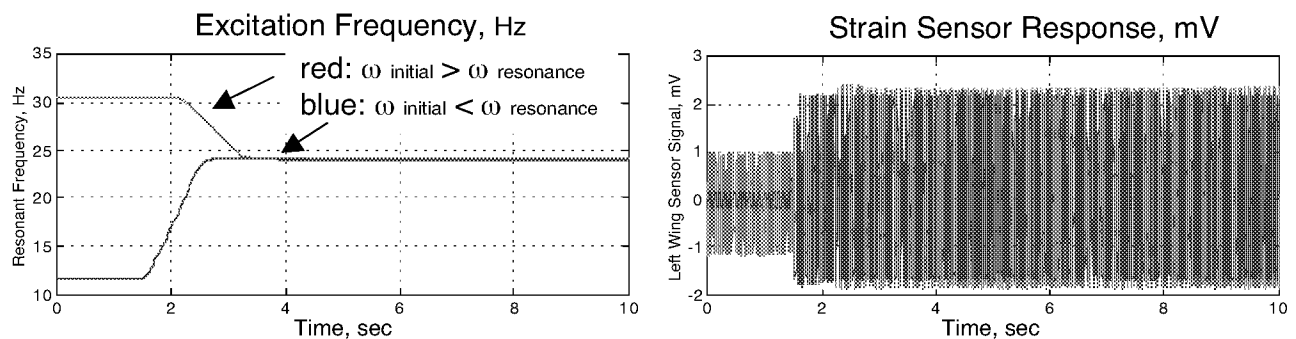 Excitation Frequency, Hz
35
30
25
20
15
10
Resonant Frequency, Hz
red: ω initial > ω resonance
blue: ω initial < ω resonance
0 2 4 6 8 10
Time, sec
Strain Sensor Response, mV
3
2
1
0
-1
-2
Left Wing Sensor Signal, mV
0 2 4 6 8 10
Time, sec